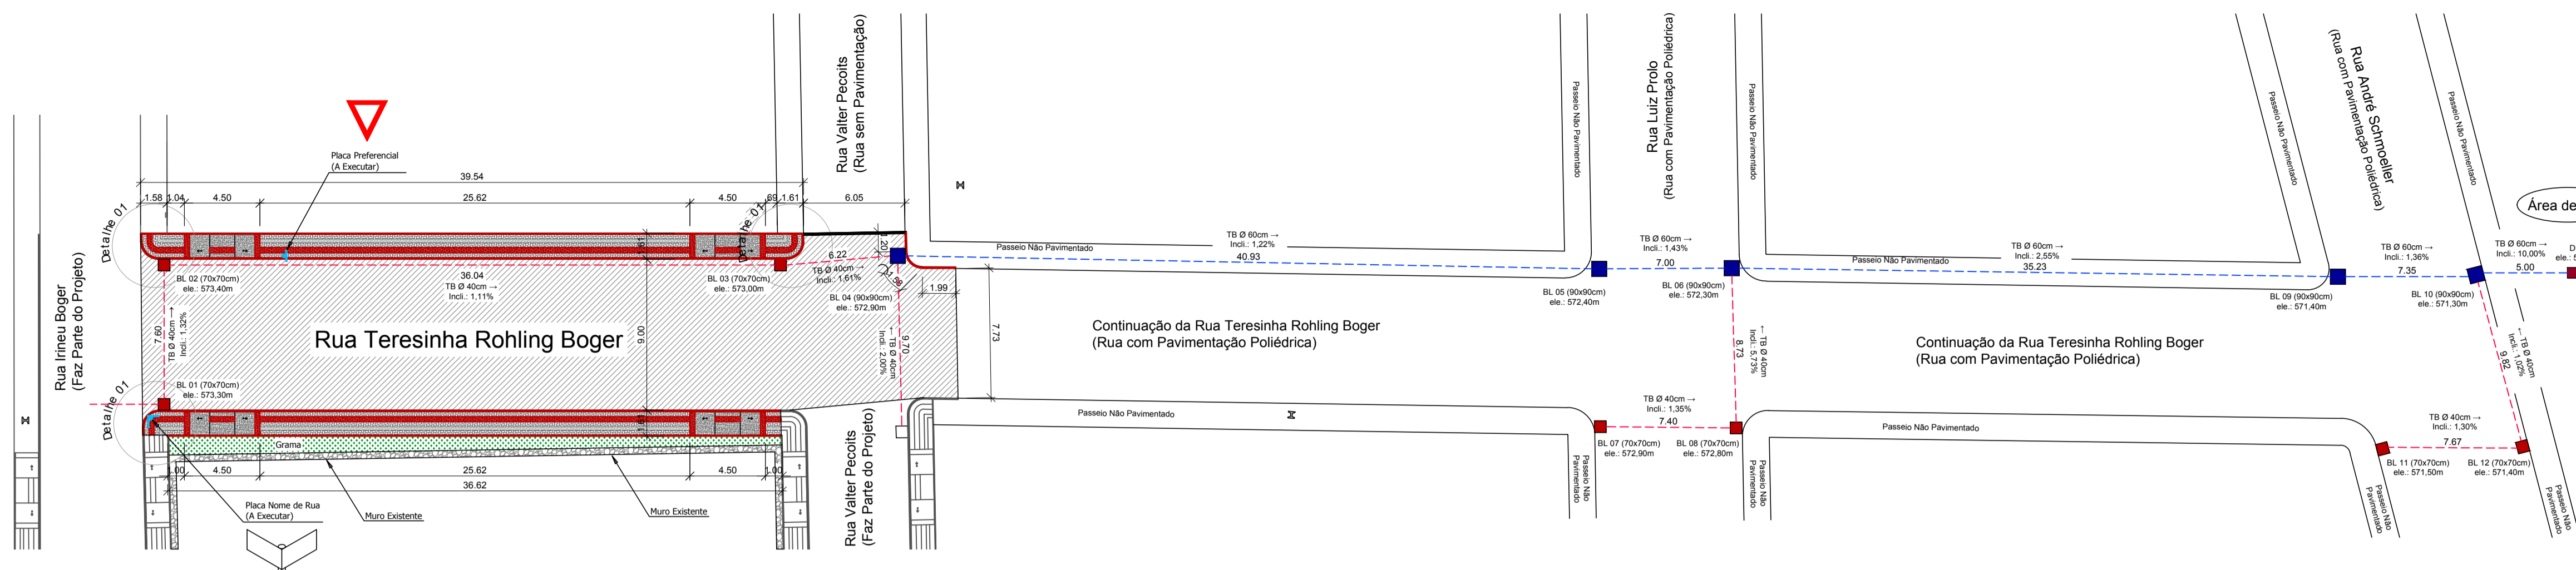 Rua Irineu Boger
(Faz Parte do Projeto)
Placa Preferencial
(A Executar)
39.54
1.58
1.04
4.50
25.62
4.50
.69
1.61
6.05
Detalhe 01
Detalhe 01
Detalhe 01
1.61
1.20
6.22
BL 02 (70x70cm)
ele.: 573,40m
36.04
TB Ø 40cm →
Incli.: 1,11%
BL 03 (70x70cm)
ele.: 573,00m
TB Ø 40cm →
Incli.: 1,61%
BL 04 (90x90cm)
ele.: 572,90m
1.99
7.73
7.60
TB Ø 40cm →
Incli.: 1,32%
Rua Teresinha Rohling Boger
9.00
9.70
← TB Ø 40cm
Incli.: 2,00%
BL 01 (70x70cm)
ele.: 573,30m
1.61
Grama
1.00
4.50
25.62
4.50
1.00
36.62
Placa Nome de Rua
(A Executar)
Muro Existente
Muro Existente
Rua Valter Pecoits
(Rua sem Pavimentação)
Rua Valter Pecoits
(Faz Parte do Projeto)
Passeio Não Pavimentado
TB Ø 60cm →
Incli.: 1,22%
40.93
Continuação da Rua Teresinha Rohling Boger
(Rua com Pavimentação Poliédrica)
Passeio Não Pavimentado
Passeio Não Pavimentado
BL 05 (90x90cm)
ele.: 572,40m
Rua Luiz Prolo
(Rua com Pavimentação Poliédrica)
TB Ø 60cm →
Incli.: 1,43%
7.00
BL 06 (90x90cm)
ele.: 572,30m
Passeio Não Pavimentado
8.73
← TB Ø 40cm
Incli.: 5,73%
TB Ø 40cm →
Incli.: 1,35%
7.40
BL 07 (70x70cm)
ele.: 572,90m
BL 08 (70x70cm)
ele.: 572,80m
Passeio Não
Pavimentado
Passeio Não
Pavimentado
Passeio Não Pavimentado
TB Ø 60cm →
Incli.: 2,55%
35.23
Continuação da Rua Teresinha Rohling Boger
(Rua com Pavimentação Poliédrica)
Passeio Não Pavimentado
Passeio Não Pavimentado
Rua André Schmoeller
(Rua com Pavimentação Poliédrica)
Passeio Não Pavimentado
BL 09 (90x90cm)
ele.: 571,40m
TB Ø 60cm →
Incli.: 1,36%
7.35
BL 10 (90x90cm)
ele.: 571,30m
TB Ø 60cm →
Incli.: 10,00%
5.00
Área de
← TB Ø 40cm
Incli.: 1,02%
9.82
TB Ø 40cm →
Incli.: 1,30%
7.67
BL 11 (70x70cm)
ele.: 571,50m
BL 12 (70x70cm)
ele.: 571,40m
Passeio Não
Pavimentado
Passeio Não
Pavimentado